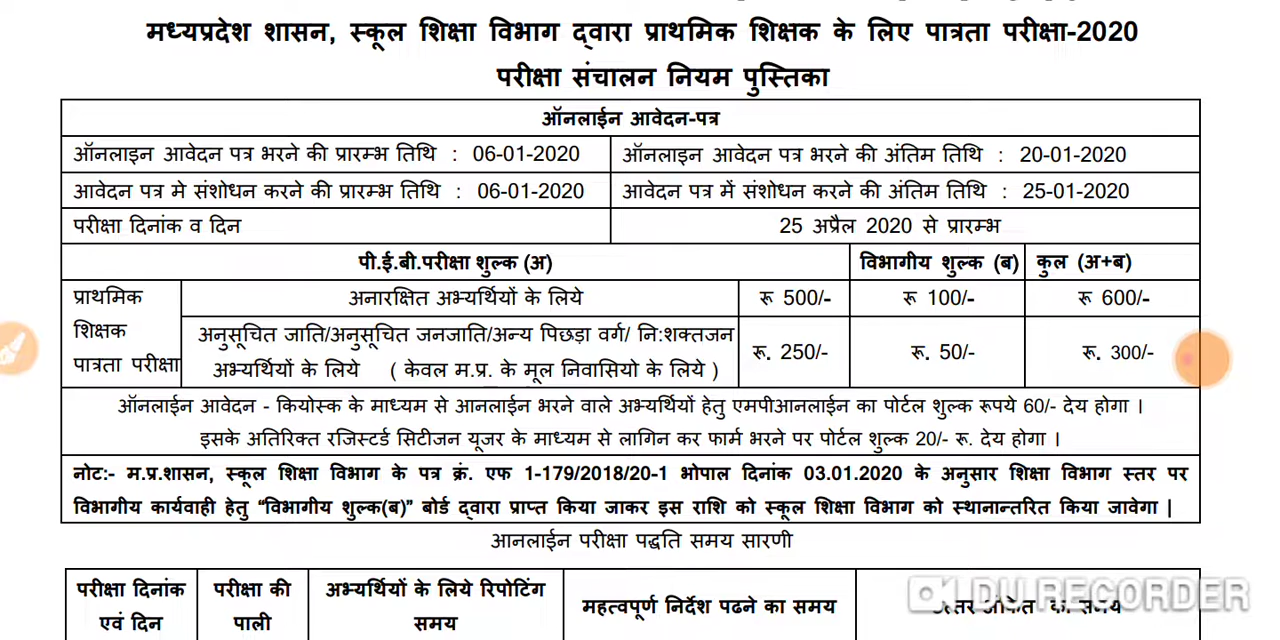 मध्यप्रदेश शासन, स्कूल शिक्षा विभाग द्वारा प्राथमिक शिक्षक के लिए पात्रता परीक्षा-2020
परीक्षा संचालन नियम पुस्तिका
ऑनलाईन आवेदन-पत्र
ऑनलाइन आवेदन पत्र भरने की प्रारम्भ तिथि : 06-01-2020 ऑनलाइन आवेदन पत्र भरने की अंतिम तिथि : 20-01-2020
आवेदन पत्र मे संशोधन करने की प्रारम्भ तिथि : 06-01-2020 आवेदन पत्र में संशोधन करने की अंतिम तिथि : 25-01-2020
परीक्षा दिनांक व दिन 25 अप्रैल 2020 से प्रारम्भ
पी.ई.बी.परीक्षा शुल्क (अ) विभागीय शुल्क (ब) कुल (अ+ब)
प्राथमिक शिक्षक पात्रता परीक्षा
अनारक्षित अभ्यर्थियों के लिये रू 500/- रू 100/- रू 600/-
अनुसूचित जाति/अनुसूचित जनजाति/अन्य पिछड़ा वर्ग/ नि:शक्तजन
अभ्यर्थियों के लिये ( केवल म.प्र. के मूल निवासियो के लिये ) रू. 250/- रू. 50/- रू. 300/-
ऑनलाईन आवेदन - कियोस्क के माध्यम से आनलाईन भरने वाले अभ्यर्थियों हेतु एमपीआनलाईन का पोर्टल शुल्क रूपये 60/- देय होगा ।
इसके अतिरिक्त रजिस्टर्ड सिटीजन यूजर के माध्यम से लागिन कर फार्म भरने पर पोर्टल शुल्क 20/- रू. देय होगा ।
नोट:- म.प्र.शासन, स्कूल शिक्षा विभाग के पत्र क्रं. एफ 1-179/2018/20-1 भोपाल दिनांक 03.01.2020 के अनुसार शिक्षा विभाग स्तर पर
विभागीय कार्यवाही हेतु “विभागीय शुल्क(ब)” बोर्ड द्वारा प्राप्त किया जाकर इस राशि को स्कूल शिक्षा विभाग को स्थानान्तरित किया जावेगा |
आनलाईन परीक्षा पद्धति समय सारणी
परीक्षा दिनांक एवं दिन
परीक्षा की पाली
अभ्यर्थियों के लिये रिपोर्टिंग समय
महत्वपूर्ण निर्देश पढने का समय
DU RECORDER